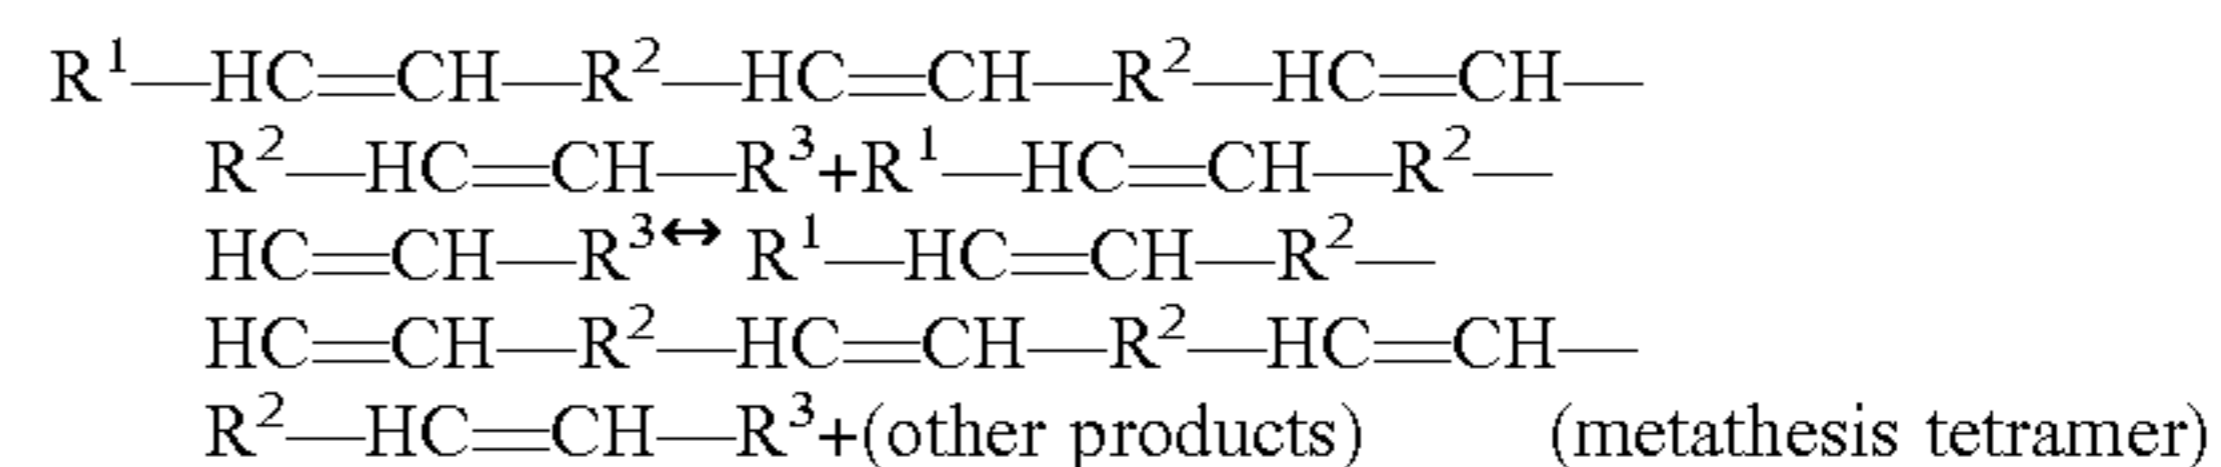 R¹—HC=CH—R²—HC=CH—R²—HC=CH—
R²—HC=CH—R³+R¹—HC=CH—R²—
HC=CH—R³↔ R¹—HC=CH—R²—
HC=CH—R²—HC=CH—R²—HC=CH—
R²—HC=CH—R³+(other products) (metathesis tetramer)